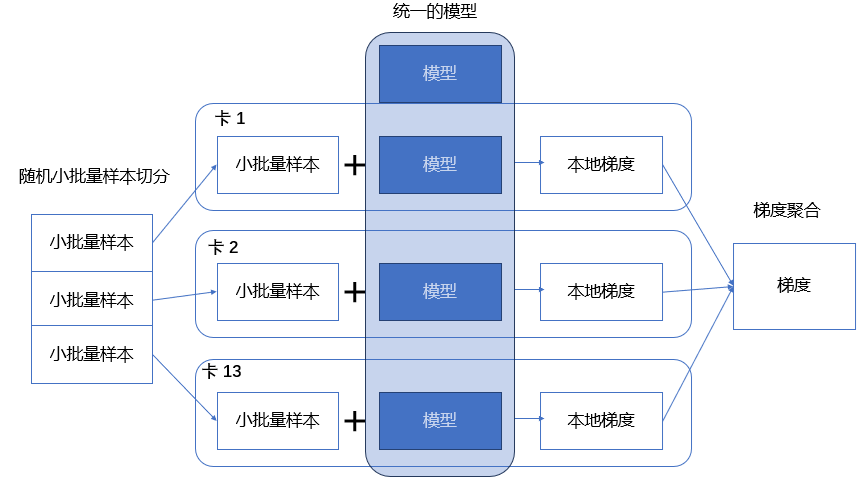 统一的模型
模型
卡 1
小批量样本
+
模型
本地梯度
随机小批量样本切分
小批量样本
小批量样本
小批量样本
卡 2
小批量样本
+
模型
本地梯度
卡 13
小批量样本
+
模型
本地梯度
梯度聚合
梯度